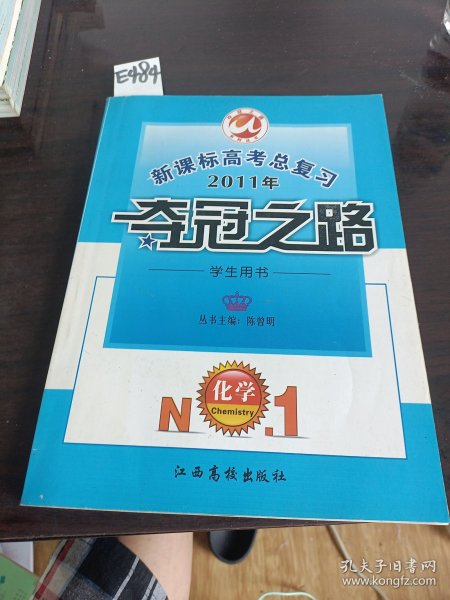 E484
新课标高考总复习
2011年
夺冠之路
学生用书
丛书主编：陈曾明
化学
Chemistry
NO.1
江西高校出版社
孔夫子旧书网
www.kongfz.com